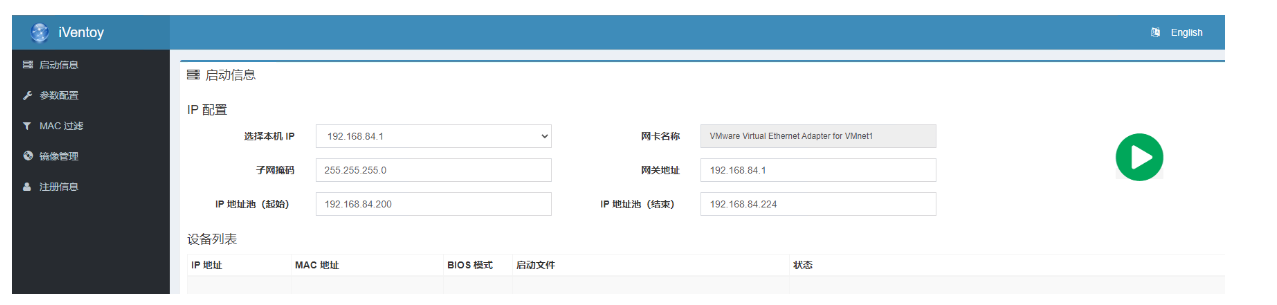 iVentoy
English
启动信息
参数配置
MAC 过滤
镜像管理
注册信息
启动信息
IP 配置
选择本机 IP 192.168.84.1 网卡名称 VMware Virtual Ethernet Adapter for VMnet1
子网掩码 255.255.255.0 网关地址 192.168.84.1
IP 地址池（起始） 192.168.84.200 IP 地址池（结束） 192.168.84.224
设备列表
IP 地址 MAC 地址 BIOS 模式 启动文件 状态